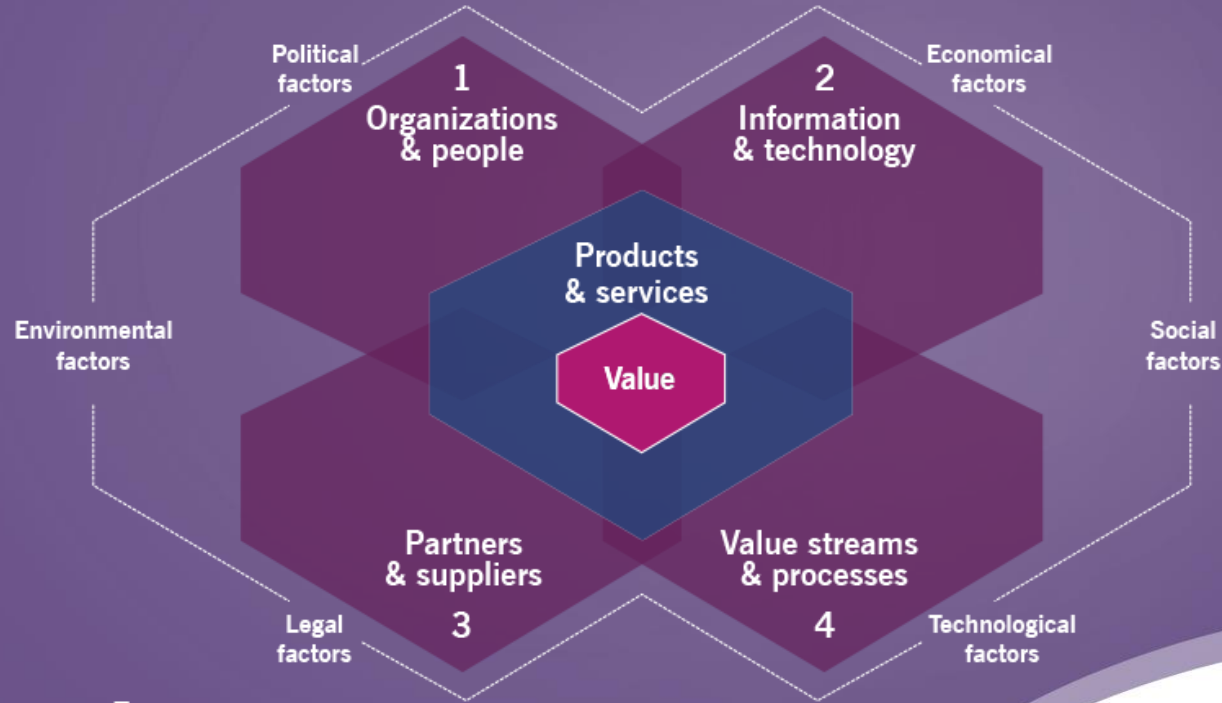 Political
factors
1
Organizations
& people
2
Information
& technology
Economical
factors
Products
& services
Value
Environmental
factors
Social
factors
Partners
& suppliers
3
Value streams
& processes
4
Legal
factors
Technological
factors